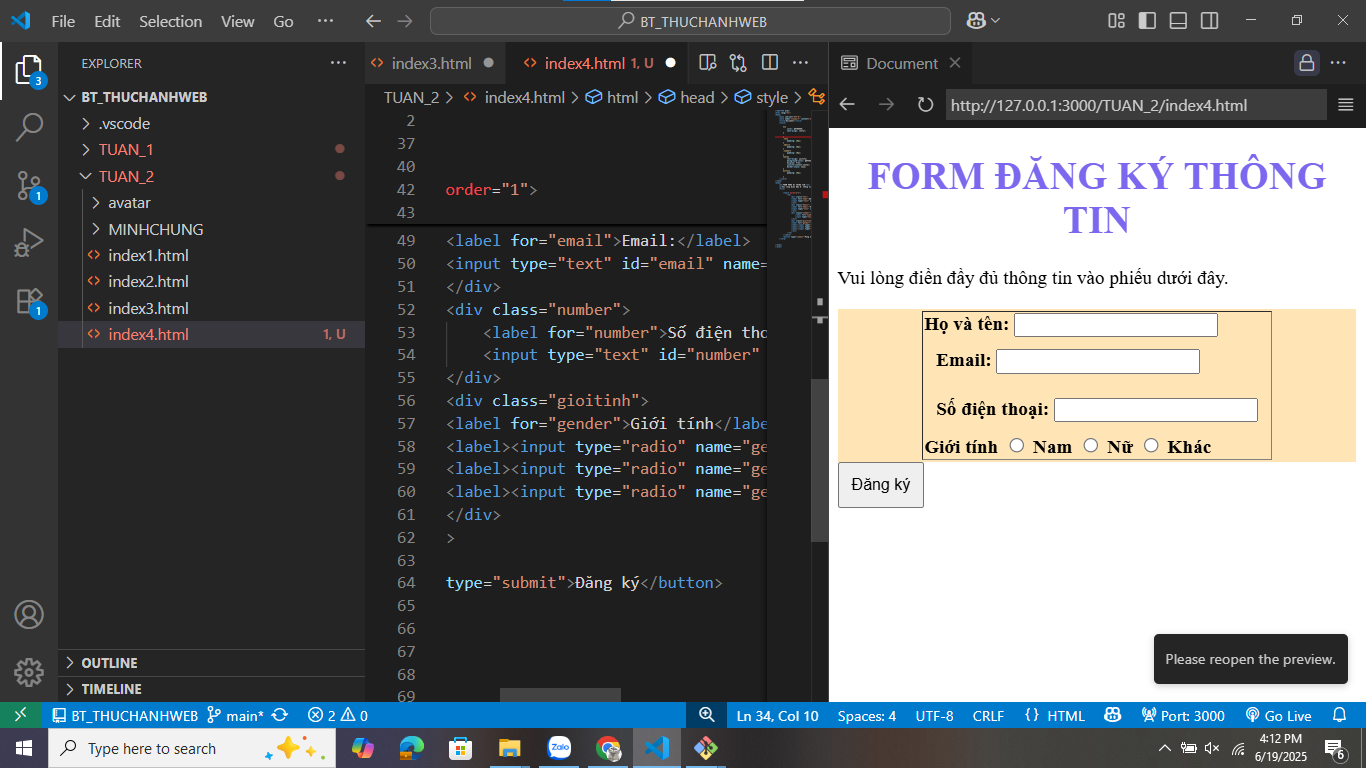 File Edit Selection View Go ··· BT_THUCHANHWEB
EXPLORER
BT_THUCHANHWEB
.vscode
TUAN_1
TUAN_2
avatar
MINHCHUNG
index1.html
index2.html
index3.html
index4.html 1, U
OUTLINE
TIMELINE
3
1
1
index3.html
index4.html 1, U
TUAN_2 > index4.html > html > head > style >
2
37
40
42 order="1">
43
49 <label for="email">Email:</label>
50 <input type="text" id="email" name=
51 </div>
52 <div class="number">
53 <label for="number">Số điện tho
54 <input type="text" id="number"
55 </div>
56 <div class="gioitinh">
57 <label for="gender">Giới tính</labe
58 <label><input type="radio" name="ge
59 <label><input type="radio" name="ge
60 <label><input type="radio" name="ge
61 </div>
62 >
63
64 type="submit">Đăng ký</button>
65
66
67
68
69
Document
http://127.0.0.1:3000/TUAN_2/index4.html
FORM ĐĂNG KÝ THÔNG
TIN
Vui lòng điền đầy đủ thông tin vào phiếu dưới đây.
Họ và tên:
Email:
Số điện thoại:
Giới tính Nam Nữ Khác
Đăng ký
Please reopen the preview.
BT_THUCHANHWEB main* 2 0 Ln 34, Col 10 Spaces: 4 UTF-8 CRLF {} HTML Port: 3000 Go Live
Type here to search
Zalo
4:12 PM
6/19/2025
6